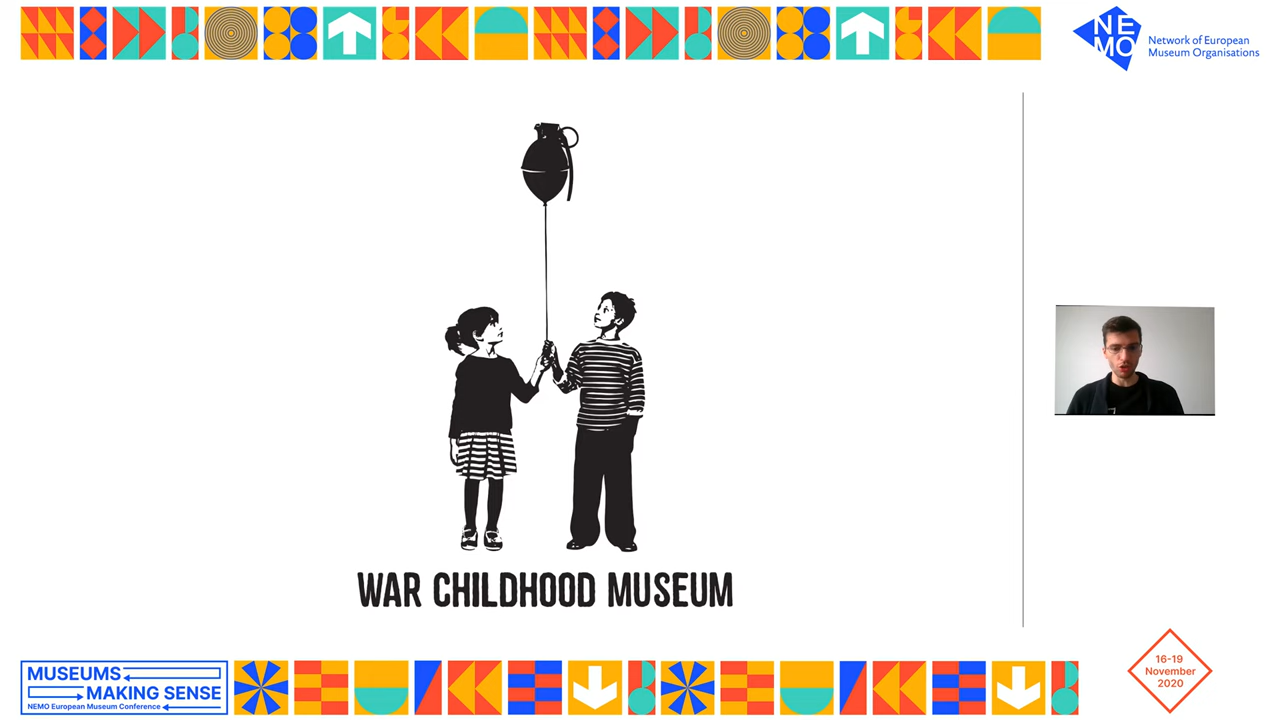 NE
MO
Network of European
Museum Organisations
WAR CHILDHOOD MUSEUM
MUSEUMS
MAKING SENSE
NEMO European Museum Conference
16-19
November
2020